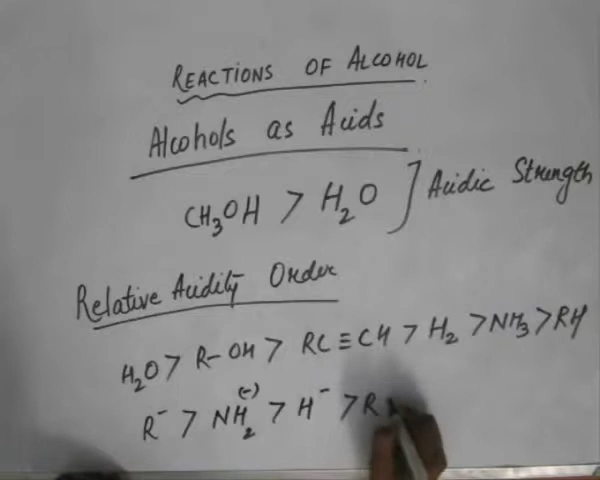 REACTIONS OF ALCOHOL.
Alcohols as Acids
CH₃OH > H₂O ] Acidic Strength
Relative Acidity Order
H₂O > R-OH > RC≡CH > H₂ > NH₃ > RH
R⁻ > NH₂⁽⁻⁾ > H⁻ > R